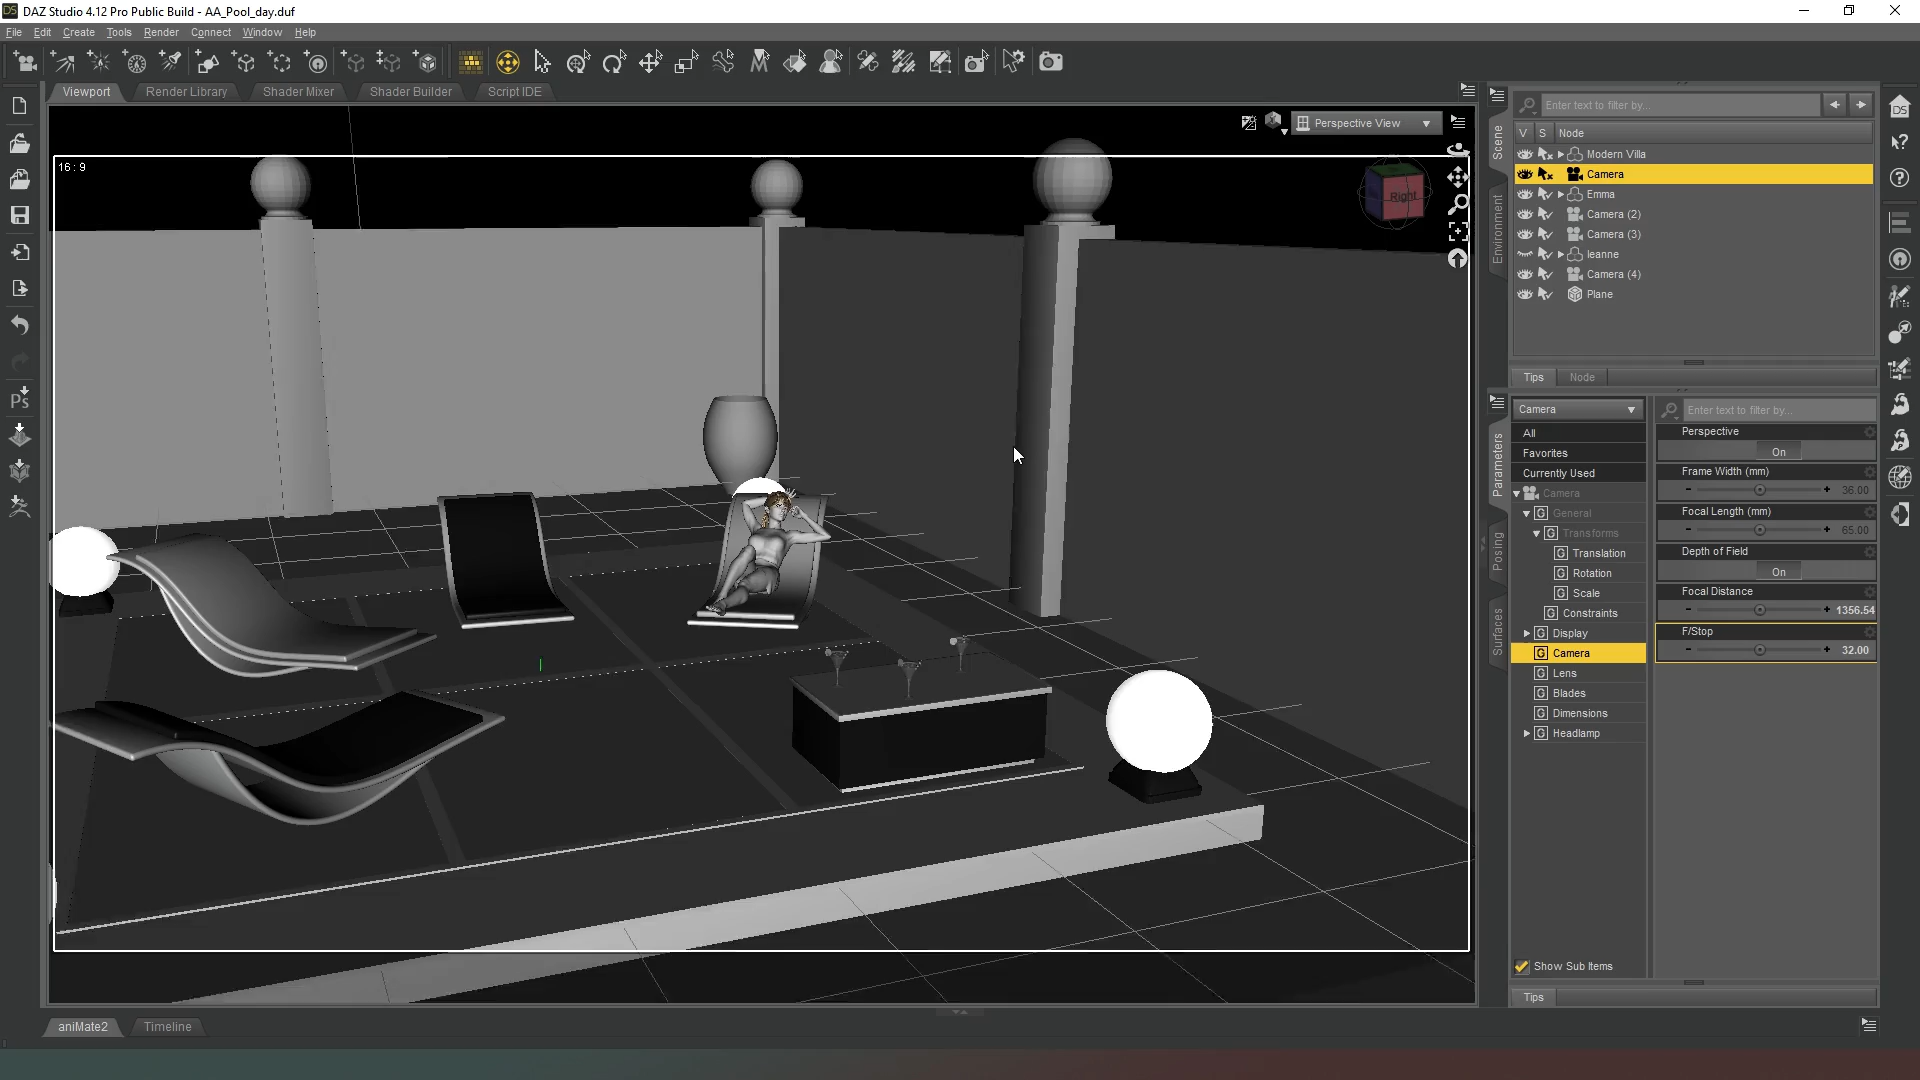 DS DAZ Studio 4.12 Pro Public Build - AA_Pool_day.duf
File Edit Create Tools Render Connect Window Help
Viewport Render Library Shader Mixer Shader Builder Script IDE
Perspective View
16 : 9
Right
Scene
Environment
Enter text to filter by...
V S Node
Modern Villa
Camera
Emma
Camera (2)
Camera (3)
leanne
Camera (4)
Plane
Tips Node
Parameters
Posing
Surfaces
Camera
Enter text to filter by...
All
Favorites
Currently Used
Camera
G General
G Transforms
G Translation
G Rotation
G Scale
G Constraints
G Display
G Camera
G Lens
G Blades
G Dimensions
G Headlamp
Show Sub Items
Perspective
On
Frame Width (mm)
- + 36.00
Focal Length (mm)
- + 65.00
Depth of Field
On
Focal Distance
- + 1356.54
F/Stop
- + 32.00
Tips
DS
Ps
aniMate2 Timeline